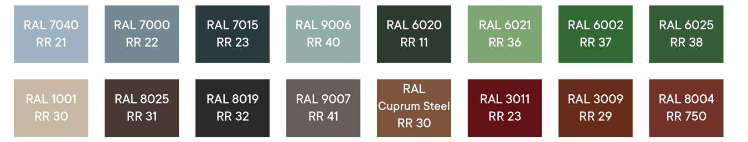 RAL 7040
RR 21
RAL 7000
RR 22
RAL 7015
RR 23
RAL 9006
RR 40
RAL 6020
RR 11
RAL 6021
RR 36
RAL 6002
RR 37
RAL 6025
RR 38
RAL 1001
RR 30
RAL 8025
RR 31
RAL 8019
RR 32
RAL 9007
RR 41
RAL
Cuprum Steel
RR 30
RAL 3011
RR 23
RAL 3009
RR 29
RAL 8004
RR 750